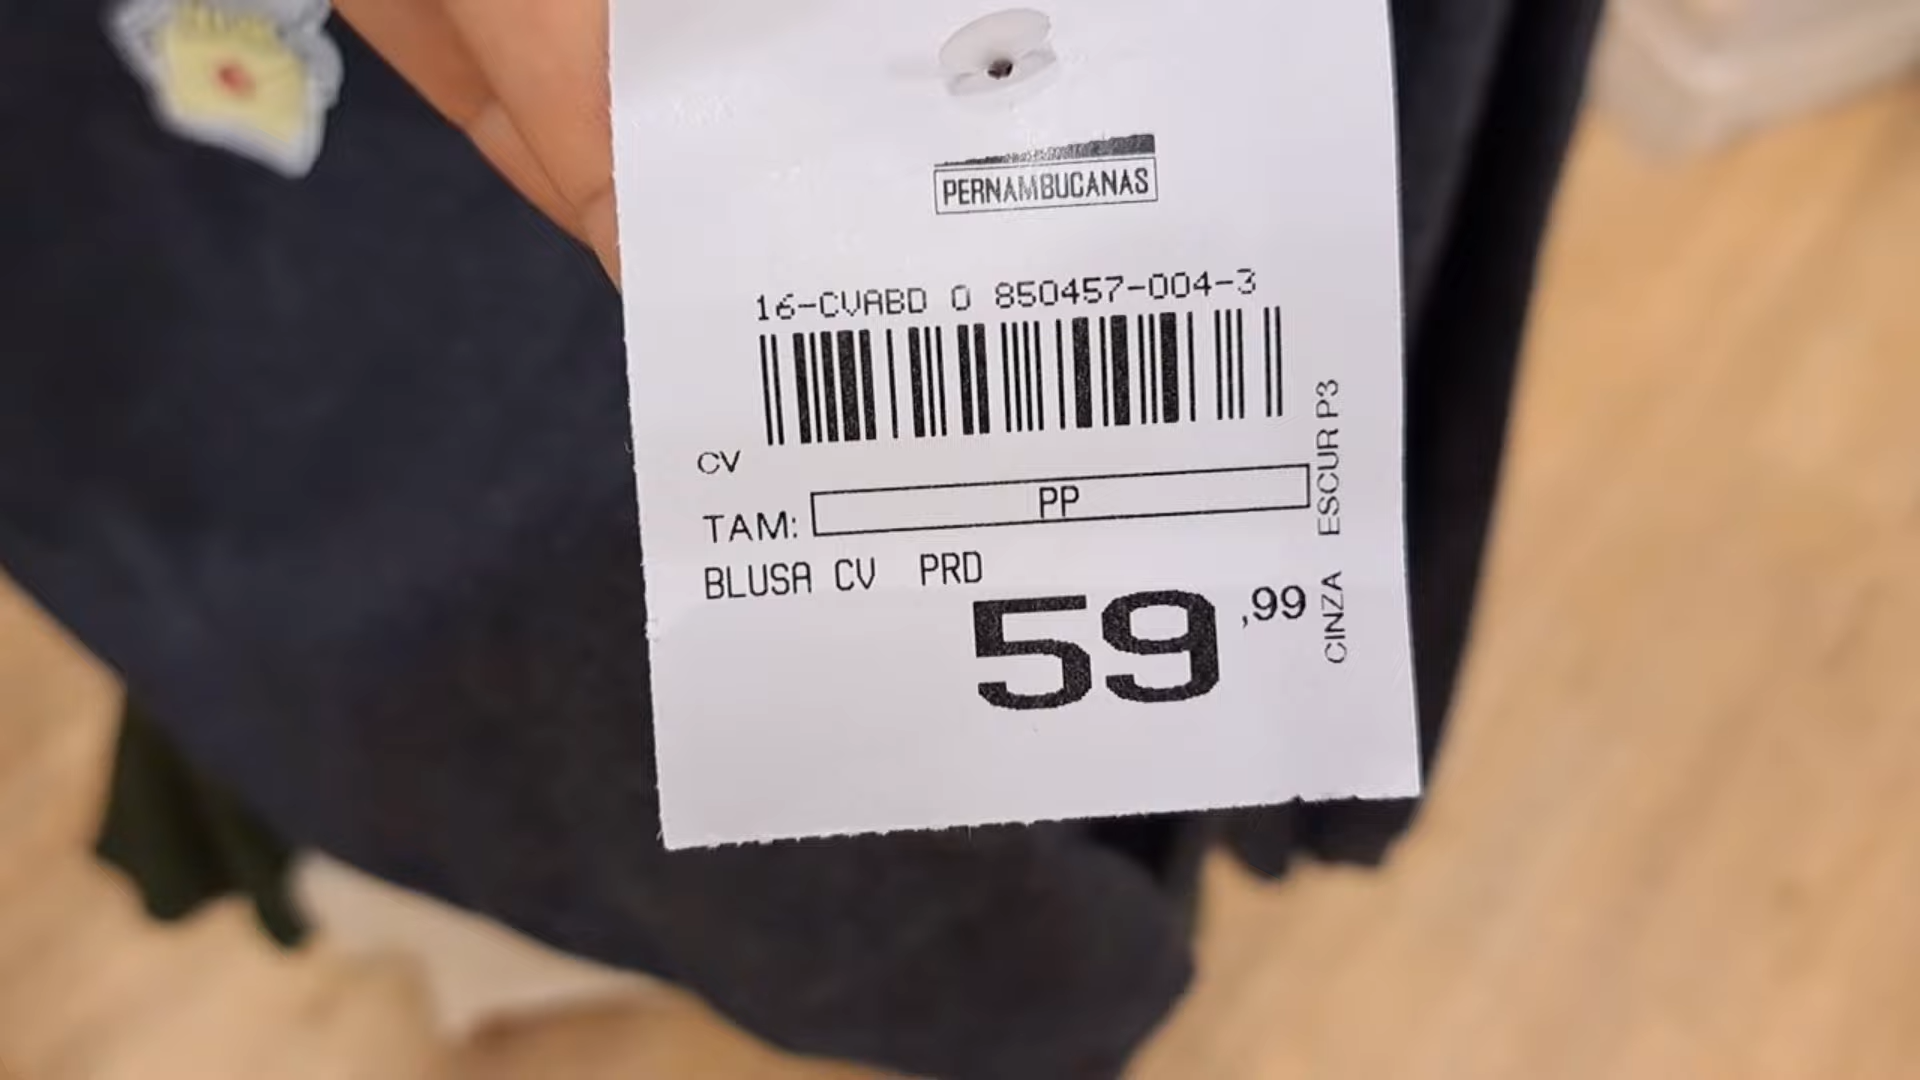 PERNAMBUCANAS
16-CVABD 0 850457-004-3
CV
TAM: PP
BLUSA CV PRD
59,99
CINZA ESCUR P3